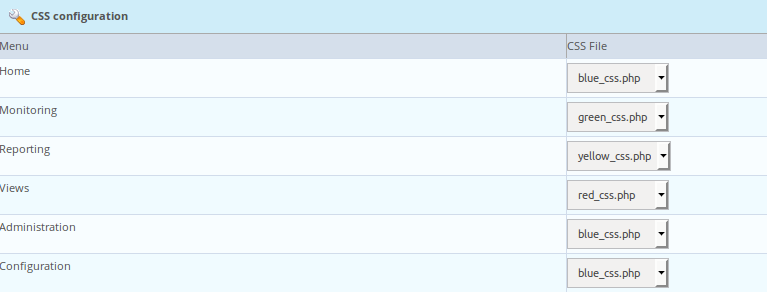 CSS configuration
Menu CSS File
Home blue_css.php
Monitoring green_css.php
Reporting yellow_css.php
Views red_css.php
Administration blue_css.php
Configuration blue_css.php